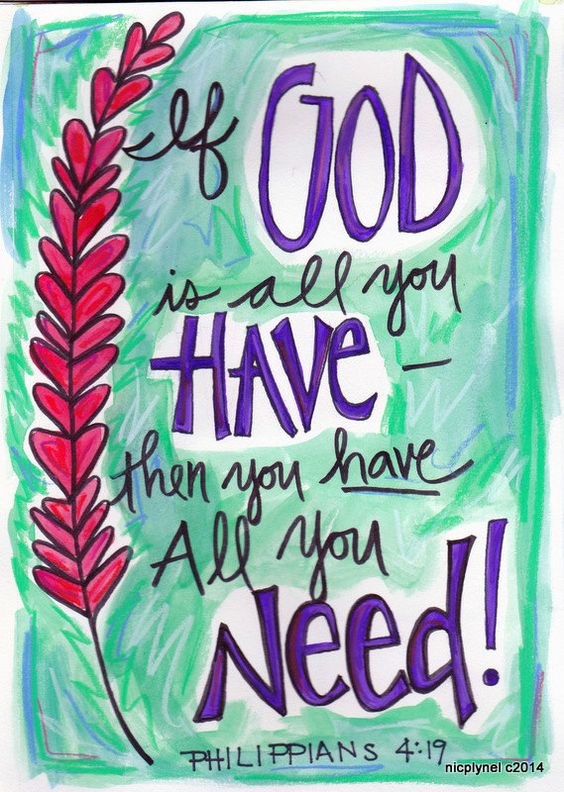 If GOD
is all you
HAVE –
then you have
All you
Need!
PHILIPPIANS 4:19
nicplynel c2014